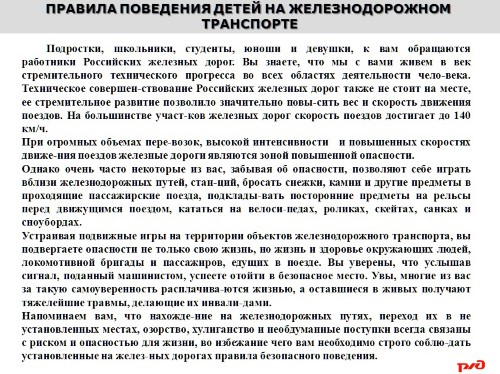 ПРАВИЛА ПОВЕДЕНИЯ ДЕТЕЙ НА ЖЕЛЕЗНОДОРОЖНОМ
ТРАНСПОРТЕ
Подростки, школьники, студенты, юноши и девушки, к вам обращаются
работники Российских железных дорог. Вы знаете, что мы с вами живем в век
стремительного технического прогресса во всех областях деятельности чело-века.
Техническое совершен-ствование Российских железных дорог также не стоит на месте,
ее стремительное развитие позволило значительно повы-сить вес и скорость движения
поездов. На большинстве участ-ков железных дорог скорость поездов достигает до 140
км/ч.
При огромных объемах пере-возок, высокой интенсивности и повышенных скоростях
движе-ния поездов железные дороги являются зоной повышенной опасности.
Однако очень часто некоторые из вас, забывая об опасности, позволяют себе играть
вблизи железнодорожных путей, стан-ций, бросать снежки, камни и другие предметы в
проходящие пассажирские поезда, подклады-вать посторонние предметы на рельсы
перед движущимся поездом, кататься на велоси-педах, роликах, скейтах, санках и
сноубордах.
Устраивая подвижные игры на территории объектов железнодорожного транспорта, вы
подвергаете опасности не только свою жизнь, но жизнь и здоровье окружающих людей,
локомотивной бригады и пассажиров, едущих в поезде. Вы уверены, что услышав
сигнал, поданный машинистом, успеете отойти в безопасное место. Увы, многие из вас
за такую самоуверенность расплачива-ются жизнью, а оставшиеся в живых получают
тяжелейшие травмы, делающие их инвали-дами.
Напоминаем вам, что нахожде-ние на железнодорожных путях, переход их в не
установленных местах, озорство, хулиганство и необдуманные поступки всегда связаны
с риском и опасностью для жизни, во избежание чего вам необходимо строго соблю-дать
установленные на желез-ных дорогах правила безопасного поведения.